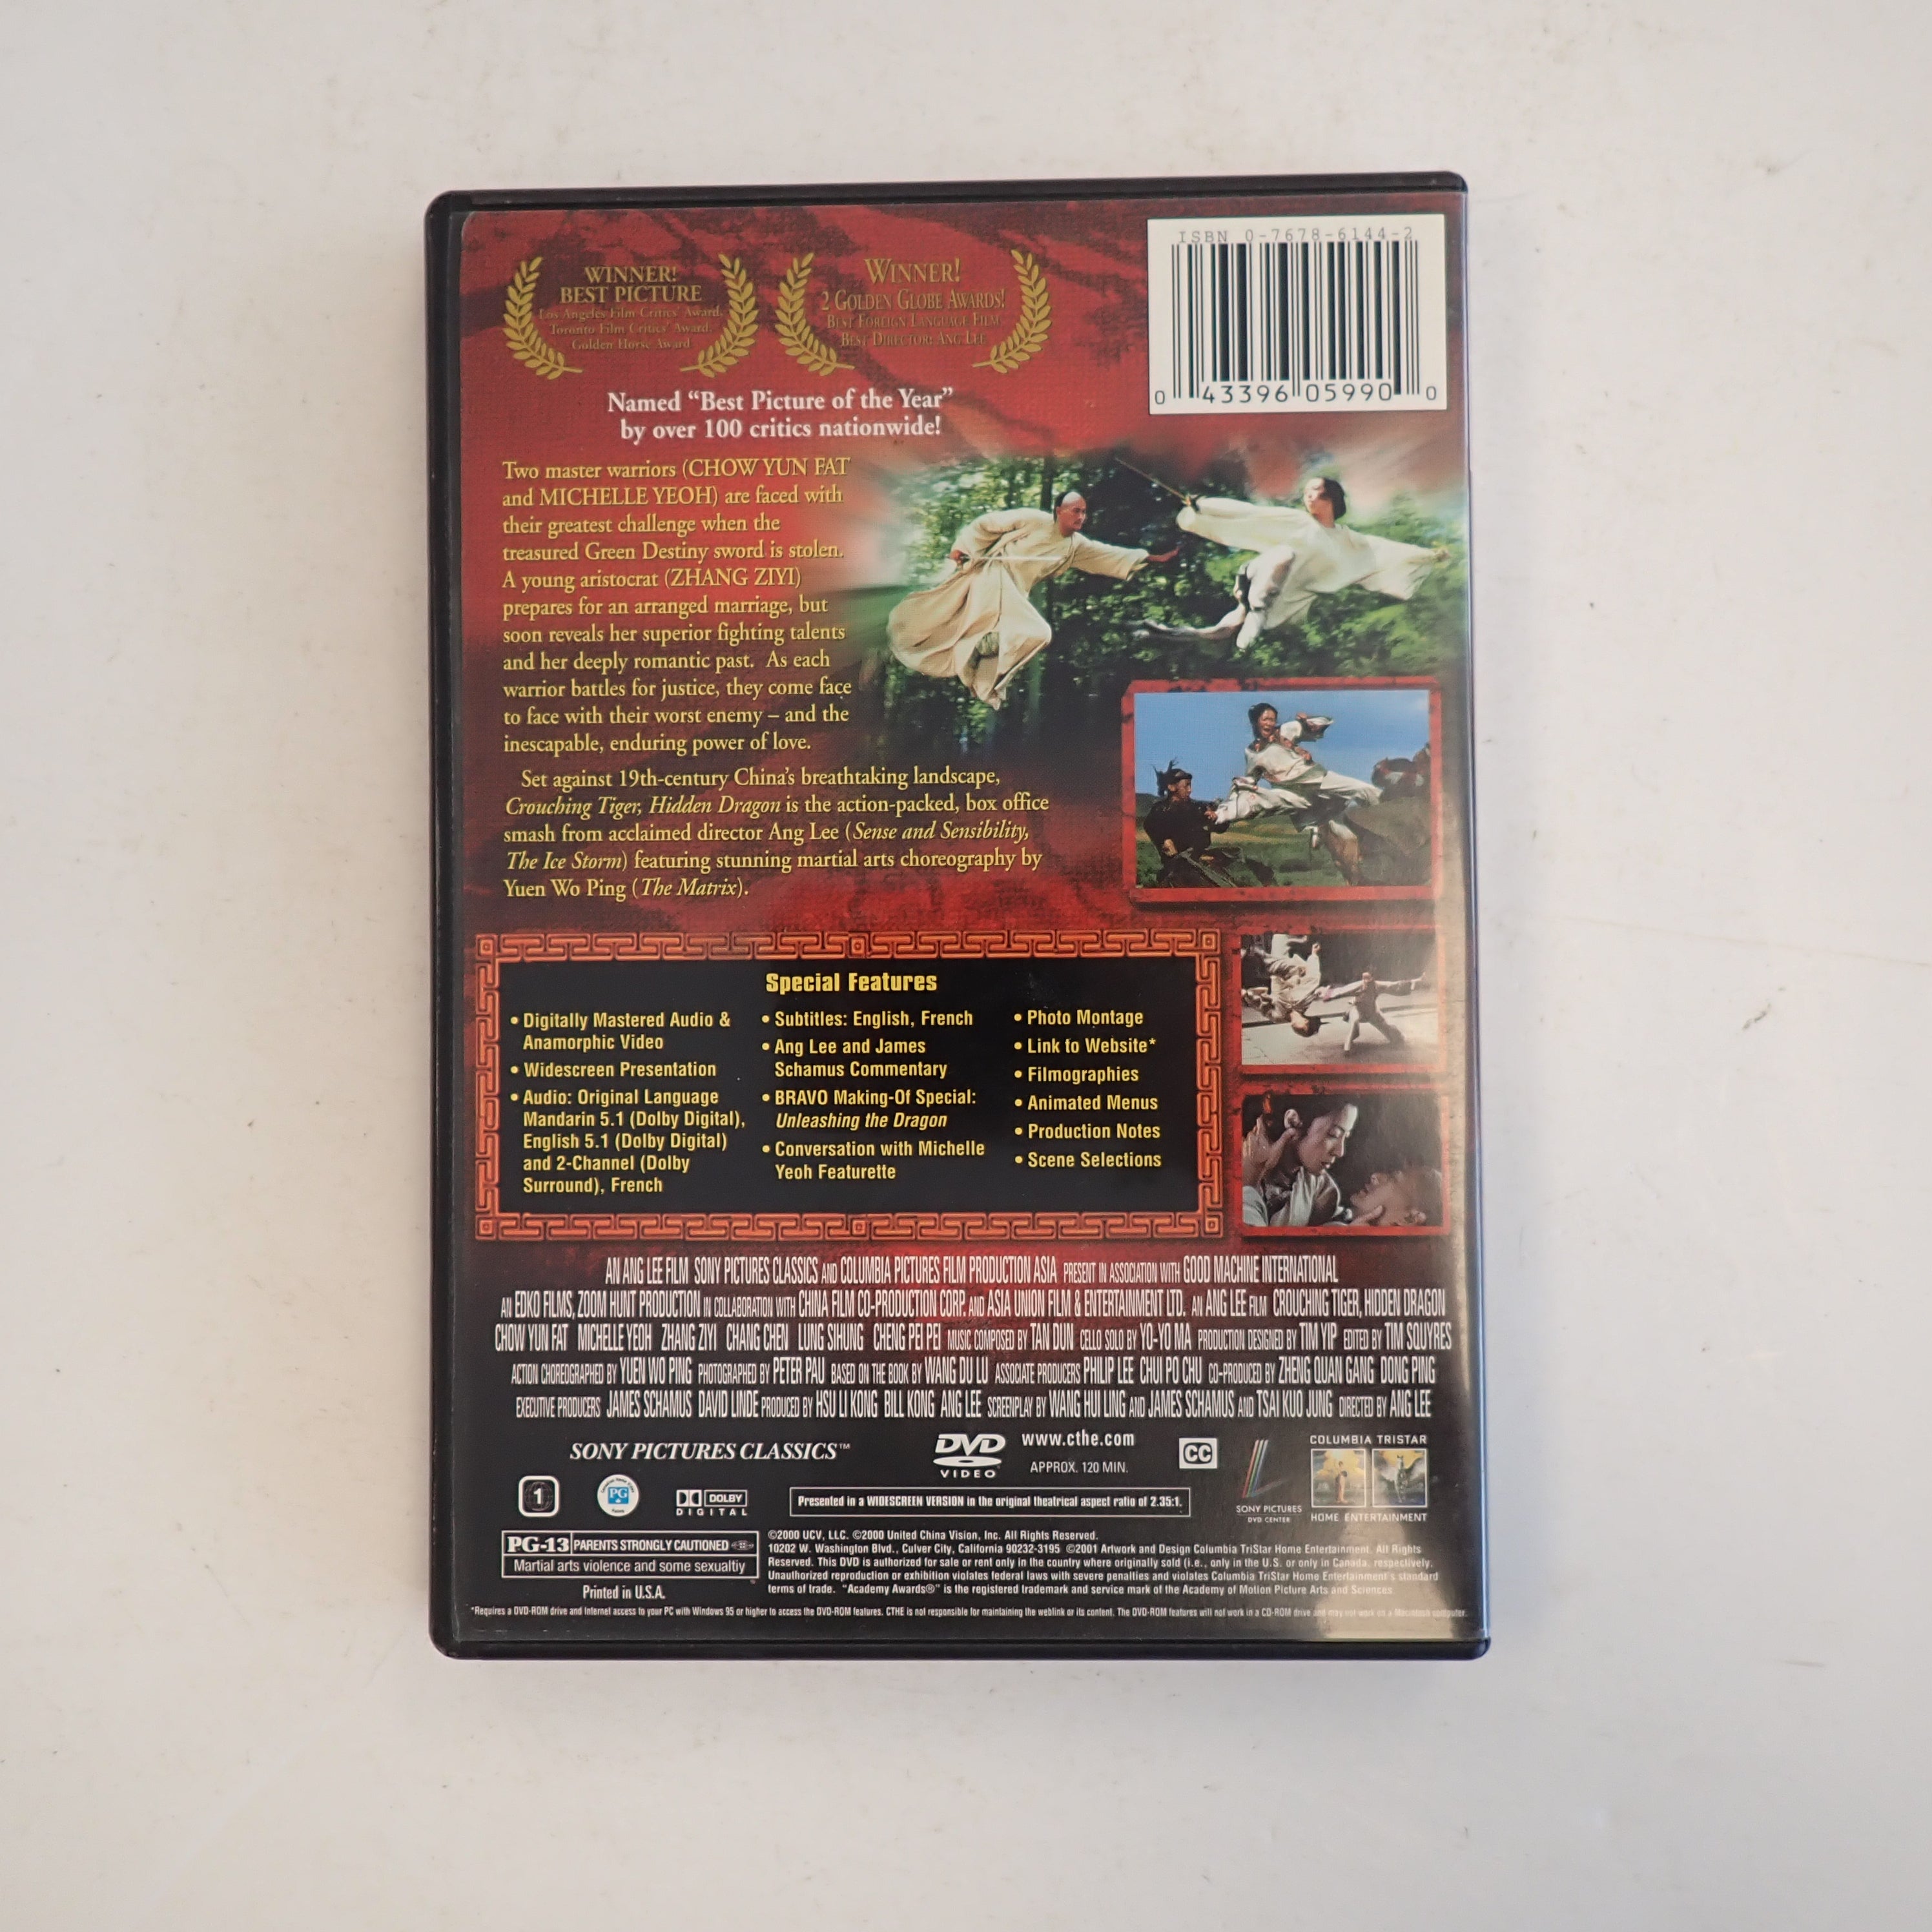 ISBN 0-7678-6144-2
0 43396 05990 0
WINNER!
BEST PICTURE
Los Angeles Film Critics' Award,
Toronto Film Critics' Award,
Golden Horse Award
WINNER!
2 GOLDEN GLOBE AWARDS!
BEST FOREIGN LANGUAGE FILM
BEST DIRECTOR: ANG LEE
Named “Best Picture of the Year”
by over 100 critics nationwide!
Two master warriors (CHOW YUN FAT
and MICHELLE YEOH) are faced with
their greatest challenge when the
treasured Green Destiny sword is stolen.
A young aristocrat (ZHANG ZIYI)
prepares for an arranged marriage, but
soon reveals her superior fighting talents
and her deeply romantic past. As each
warrior battles for justice, they come face
to face with their worst enemy – and the
inescapable, enduring power of love.
Set against 19th-century China's breathtaking landscape,
Crouching Tiger, Hidden Dragon is the action-packed, box office
smash from acclaimed director Ang Lee (Sense and Sensibility,
The Ice Storm) featuring stunning martial arts choreography by
Yuen Wo Ping (The Matrix).
Special Features
• Digitally Mastered Audio &
Anamorphic Video
• Widescreen Presentation
• Audio: Original Language
Mandarin 5.1 (Dolby Digital),
English 5.1 (Dolby Digital)
and 2-Channel (Dolby
Surround), French
• Subtitles: English, French
• Ang Lee and James
Schamus Commentary
• BRAVO Making-Of Special:
Unleashing the Dragon
• Conversation with Michelle
Yeoh Featurette
• Photo Montage
• Link to Website*
• Filmographies
• Animated Menus
• Production Notes
• Scene Selections
AN ANG LEE FILM SONY PICTURES CLASSICS AND COLUMBIA PICTURES FILM PRODUCTION ASIA PRESENT IN ASSOCIATION WITH GOOD MACHINE INTERNATIONAL
AN EDKO FILMS, ZOOM HUNT PRODUCTION IN COLLABORATION WITH CHINA FILM CO-PRODUCTION CORP. AND ASIA UNION FILM & ENTERTAINMENT LTD. AN ANG LEE FILM CROUCHING TIGER, HIDDEN DRAGON
CHOW YUN FAT MICHELLE YEOH ZHANG ZIYI CHANG CHEN LUNG SIHUNG CHENG PEI PEI MUSIC COMPOSED BY TAN DUN CELLO SOLO BY YO-YO MA PRODUCTION DESIGNED BY TIM YIP EDITED BY TIM SQUYRES
ACTION CHOREOGRAPHED BY YUEN WO PING PHOTOGRAPHED BY PETER PAU BASED ON THE BOOK BY WANG DU LU ASSOCIATE PRODUCERS PHILIP LEE CHUI PO CHU CO-PRODUCED BY ZHENG QUAN GANG DONG PING
EXECUTIVE PRODUCERS JAMES SCHAMUS DAVID LINDE PRODUCED BY HSU LI KONG BILL KONG ANG LEE SCREENPLAY BY WANG HUI LING AND JAMES SCHAMUS AND TSAI KUO JUNG DIRECTED BY ANG LEE
SONY PICTURES CLASSICS™
DVD
VIDEO
www.cthe.com
APPROX. 120 MIN.
CC
SONY PICTURES
DVD CENTER
COLUMBIA TRISTAR
HOME ENTERTAINMENT
1
PG
DOLBY
DIGITAL
Presented in a WIDESCREEN VERSION in the original theatrical aspect ratio of 2.35:1.
PG-13 PARENTS STRONGLY CAUTIONED
Martial arts violence and some sexualtiy
Printed in U.S.A.
©2000 UCV, LLC. ©2000 United China Vision, Inc. All Rights Reserved.
10202 W. Washington Blvd., Culver City, California 90232-3195 ©2001 Artwork and Design Columbia TriStar Home Entertainment. All Rights
Reserved. This DVD is authorized for sale or rent only in the country where originally sold (i.e., only in the U.S. or only in Canada, respectively.
Unauthorized reproduction or exhibition violates federal laws with severe penalties and violates Columbia TriStar Home Entertainment's standard
terms of trade. “Academy Awards®” is the registered trademark and service mark of the Academy of Motion Picture Arts and Sciences
*Requires a DVD-ROM drive and Internet access to your PC with Windows 95 or higher to access the DVD-ROM features. CTHE is not responsible for maintaining the weblink or its content. The DVD-ROM features will not work in a CD-ROM drive and may not work on a Macintosh computer.